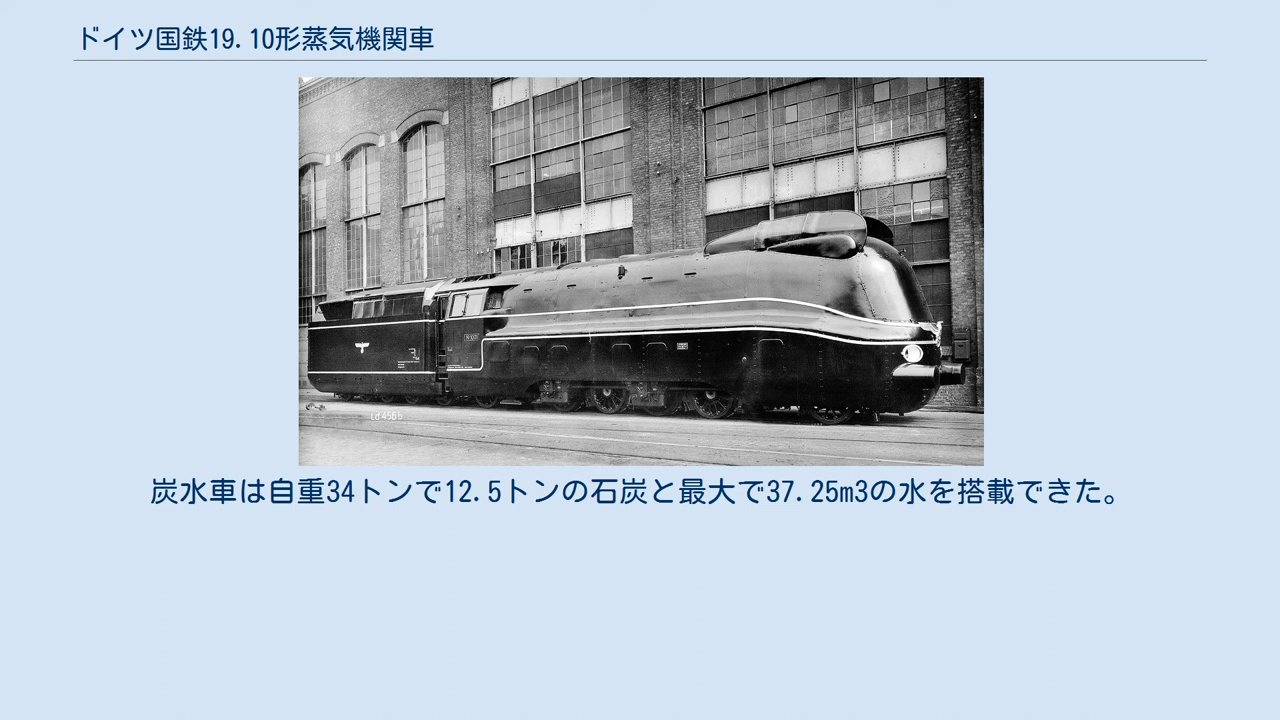 ドイツ国鉄19.10形蒸気機関車
炭水車は自重34トンで12.5トンの石炭と最大で37.25m3の水を搭載できた。